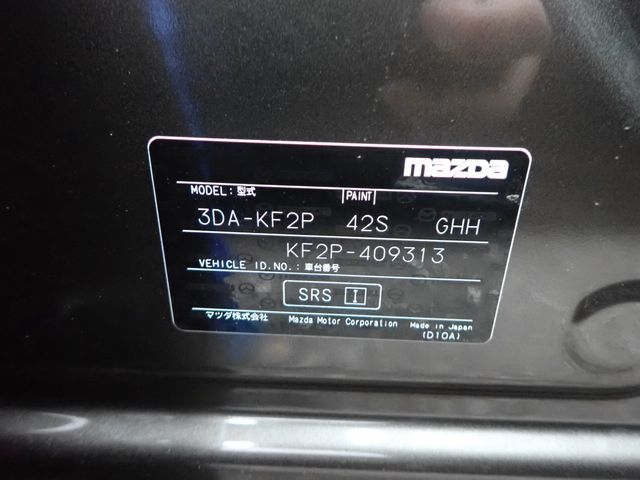 mazda
MODEL:型式 PAINT
3DA-KF2P 42S GHH
KF2P-409313
VEHICLE ID.NO.:車台番号
SRS I
マツダ株式会社 Mazda Motor Corporation Made in Japan
(D10A)